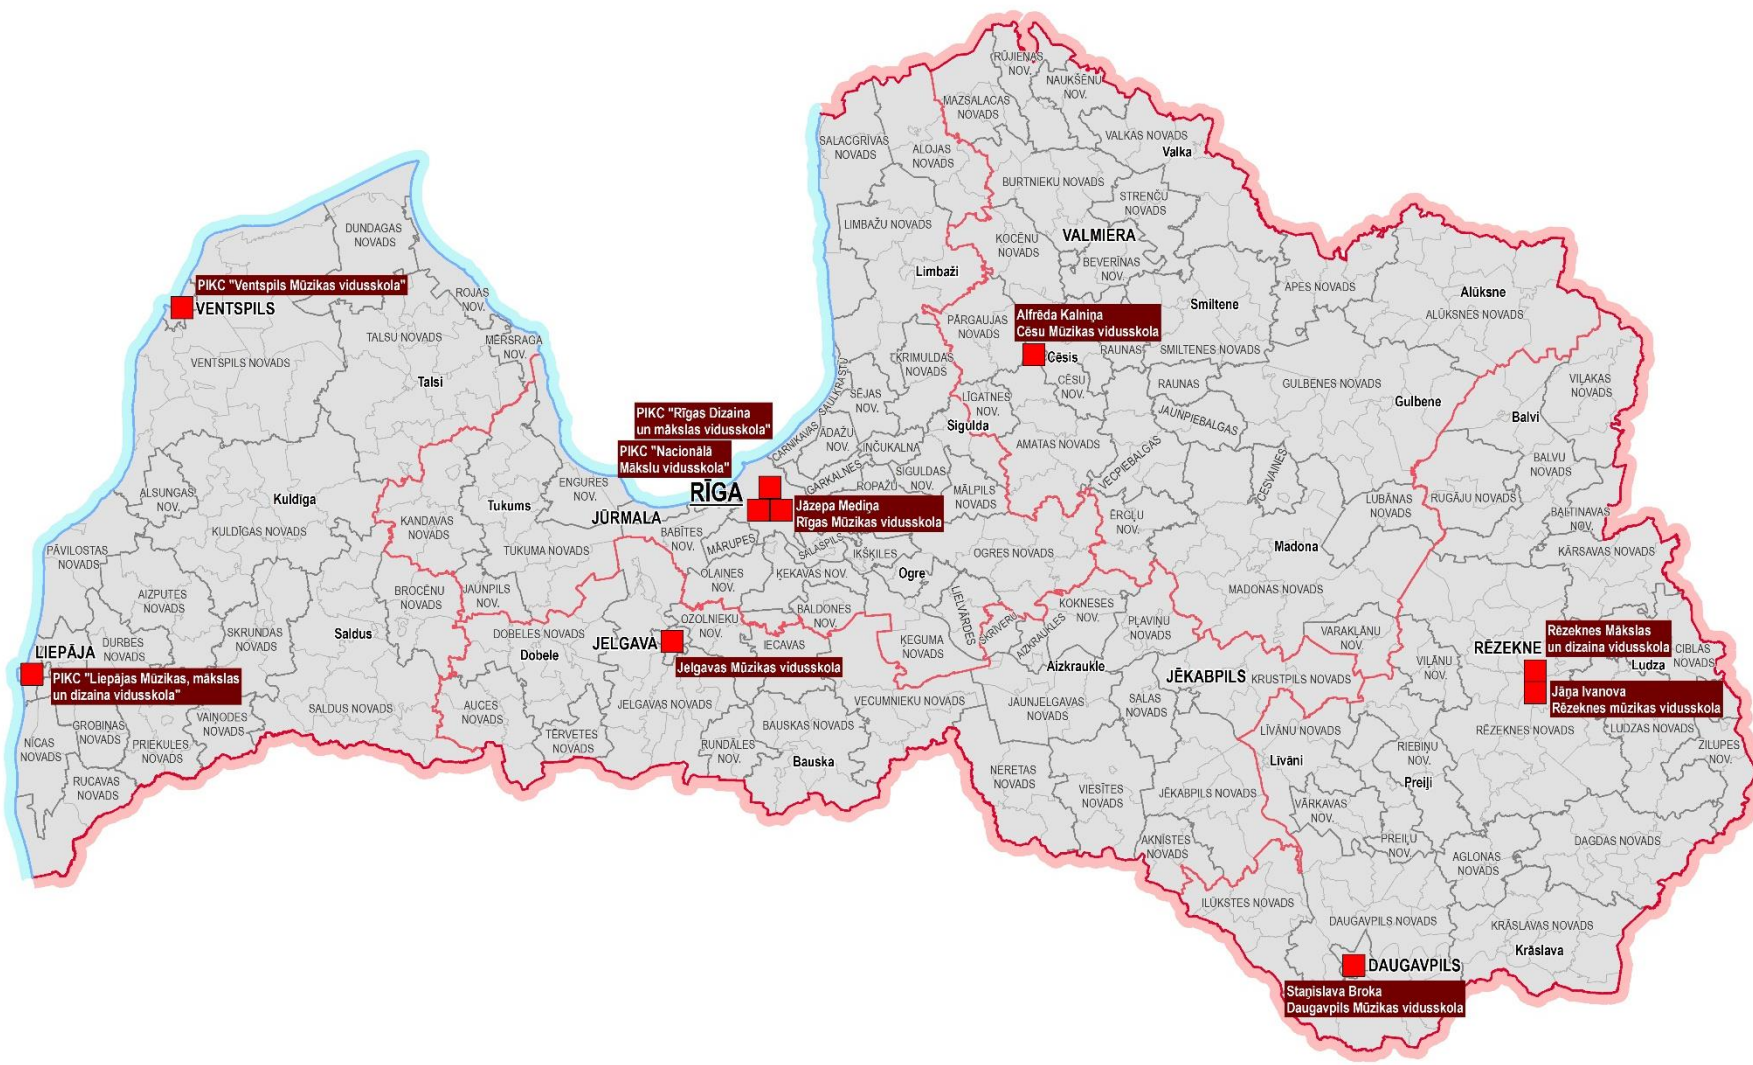 RŪJIENAS
NOV.
NAUKŠĒNU
NOV.
MAZSALACAS
NOVADS
SALACGRĪVAS
NOVADS
ALOJAS
NOVADS
VALKAS NOVADS
Valka
BURTNIEKU NOVADS
STRENČU
NOVADS
DUNDAGAS
NOVADS
LIMBAŽU NOVADS
KOCĒNU
NOVADS
VALMIERA
BEVERĪNAS
NOV.
Limbaži
Smiltene
APES NOVADS
Alūksne
ALŪKSNES NOVADS
PIKC "Ventspils Mūzikas vidusskola"
VENTSPILS
ROJAS
NOV.
PĀRGAUJAS
NOVADS
Alfrēda Kalniņa
Cēsu Mūzikas vidusskola
Cēsis
RAUNAS
SMILTENES NOVADS
VENTSPILS NOVADS
TALSU NOVADS
MĒRSRAGA
NOV.
Talsi
KRIMULDAS
NOVADS
SAULKRASTU
SĒJAS
NOV.
CĒSU
NOV.
RAUNAS
JAUNPIEBALGAS
GULBENES NOVADS
Gulbene
VIĻAKAS
NOVADS
Balvi
LĪGATNES
NOV.
Sigulda
AMATAS NOVADS
VECPIEBALGAS
CESVAINES
PIKC "Rīgas Dizaina
un mākslas vidusskola"
PIKC "Nacionālā
Mākslu vidusskola"
CARNIKAVAS
ĀDAŽU
NOV.
INČUKALNA
GARKALNES
SIGULDAS
NOV.
ROPAŽU
MĀLPILS
NOVADS
BALVU
NOVADS
RUGĀJU NOVADS
LUBĀNAS
NOVADS
BALTINAVAS
NOV.
ALSUNGAS
NOV.
Kuldīga
KULDĪGAS NOVADS
KANDAVAS
NOVADS
Tukums
ENGURES
NOV.
JŪRMALA
RĪGA
Jāzepa Mediņa
Rīgas Mūzikas vidusskola
ĒRGĻU
NOV.
Madona
PĀVILOSTAS
NOVADS
TUKUMA NOVADS
BABĪTES
NOV.
MĀRUPES
SALASPILS
IKŠĶILES
OGRES NOVADS
KĀRSAVAS NOVADS
AIZPUTES
NOVADS
BROCĒNU
NOVADS
JAUNPILS
NOV.
OLAINES
NOV.
ĶEKAVAS NOV.
Ogre
MADONAS NOVADS
DURBES
NOVADS
SKRUNDAS
NOVADS
Saldus
DOBELES NOVADS
Dobele
OZOLNIEKU
NOV.
BALDONES
NOV.
LIELVĀRDES
SKRĪVERU
AIZKRAUKLES
KOKNESES
NOV.
PĻAVIŅU
NOVADS
VARAKĻĀNU
NOV.
LIEPĀJA
PIKC "Liepājas Mūzikas, mākslas
un dizaina vidusskola"
JELGAVA
Jelgavas Mūzikas vidusskola
IECAVAS
ĶEGUMA
NOVADS
Aizkraukle
JĒKABPILS
KRUSTPILS NOVADS
VIĻĀNU
NOV.
RĒZEKNE
Rēzeknes Mākslas
un dizaina vidusskola
Ludza
CIBLAS
NOVADS
Jāņa Ivanova
Rēzeknes mūzikas vidusskola
NĪCAS
NOVADS
GROBIŅAS
NOVADS
PRIEKULES
NOVADS
VAIŅODES
NOVADS
SALDUS NOVADS
AUCES
NOVADS
TĒRVETES
NOVADS
JELGAVAS NOVADS
VECUMNIEKU NOVADS
JAUNJELGAVAS
NOVADS
SALAS
NOVADS
LĪVĀNU NOVADS
Līvāni
RIEBIŅU
NOVADS
Preiļi
RĒZEKNES NOVADS
LUDZAS NOVADS
ZILUPES
NOV.
RUCAVAS
NOVADS
RUNDĀLES
NOV.
BAUSKAS NOVADS
Bauska
NERETAS
NOVADS
VIESĪTES
NOVADS
JĒKABPILS NOVADS
VĀRKAVAS
NOV.
PREIĻU
NOV.
AKNĪSTES
NOVADS
AGLONAS
NOVADS
DAGDAS NOVADS
ILŪKSTES NOVADS
DAUGAVPILS NOVADS
KRĀSLAVAS NOVADS
Krāslava
DAUGAVPILS
Staņislava Broka
Daugavpils Mūzikas vidusskola